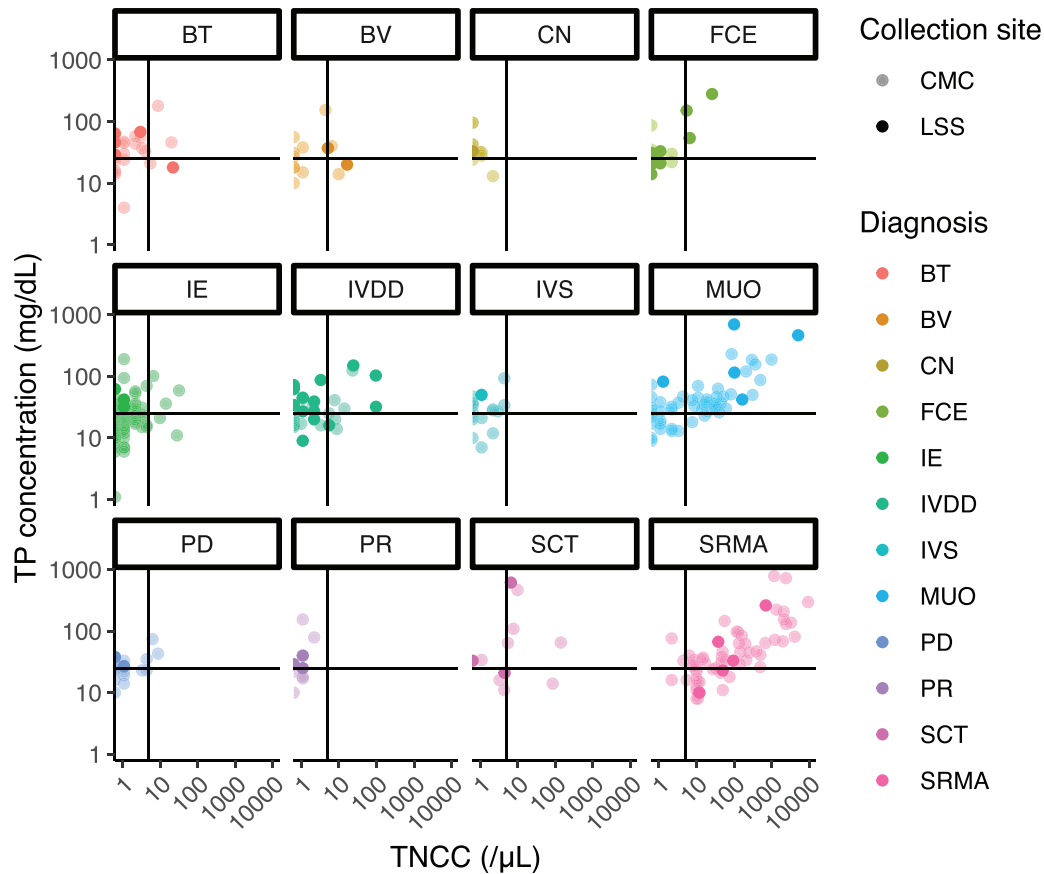 BT BV CN FCE
1000
100
10
1
IE IVDD IVS MUO
1000
100
10
1
PD PR SCT SRMA
1000
100
10
1
1 10 100 1000 10000 1 10 100 1000 10000 1 10 100 1000 10000 1 10 100 1000 10000
TP concentration (mg/dL)
TNCC (/µL)
Collection site
CMC
LSS
Diagnosis
BT
BV
CN
FCE
IE
IVDD
IVS
MUO
PD
PR
SCT
SRMA